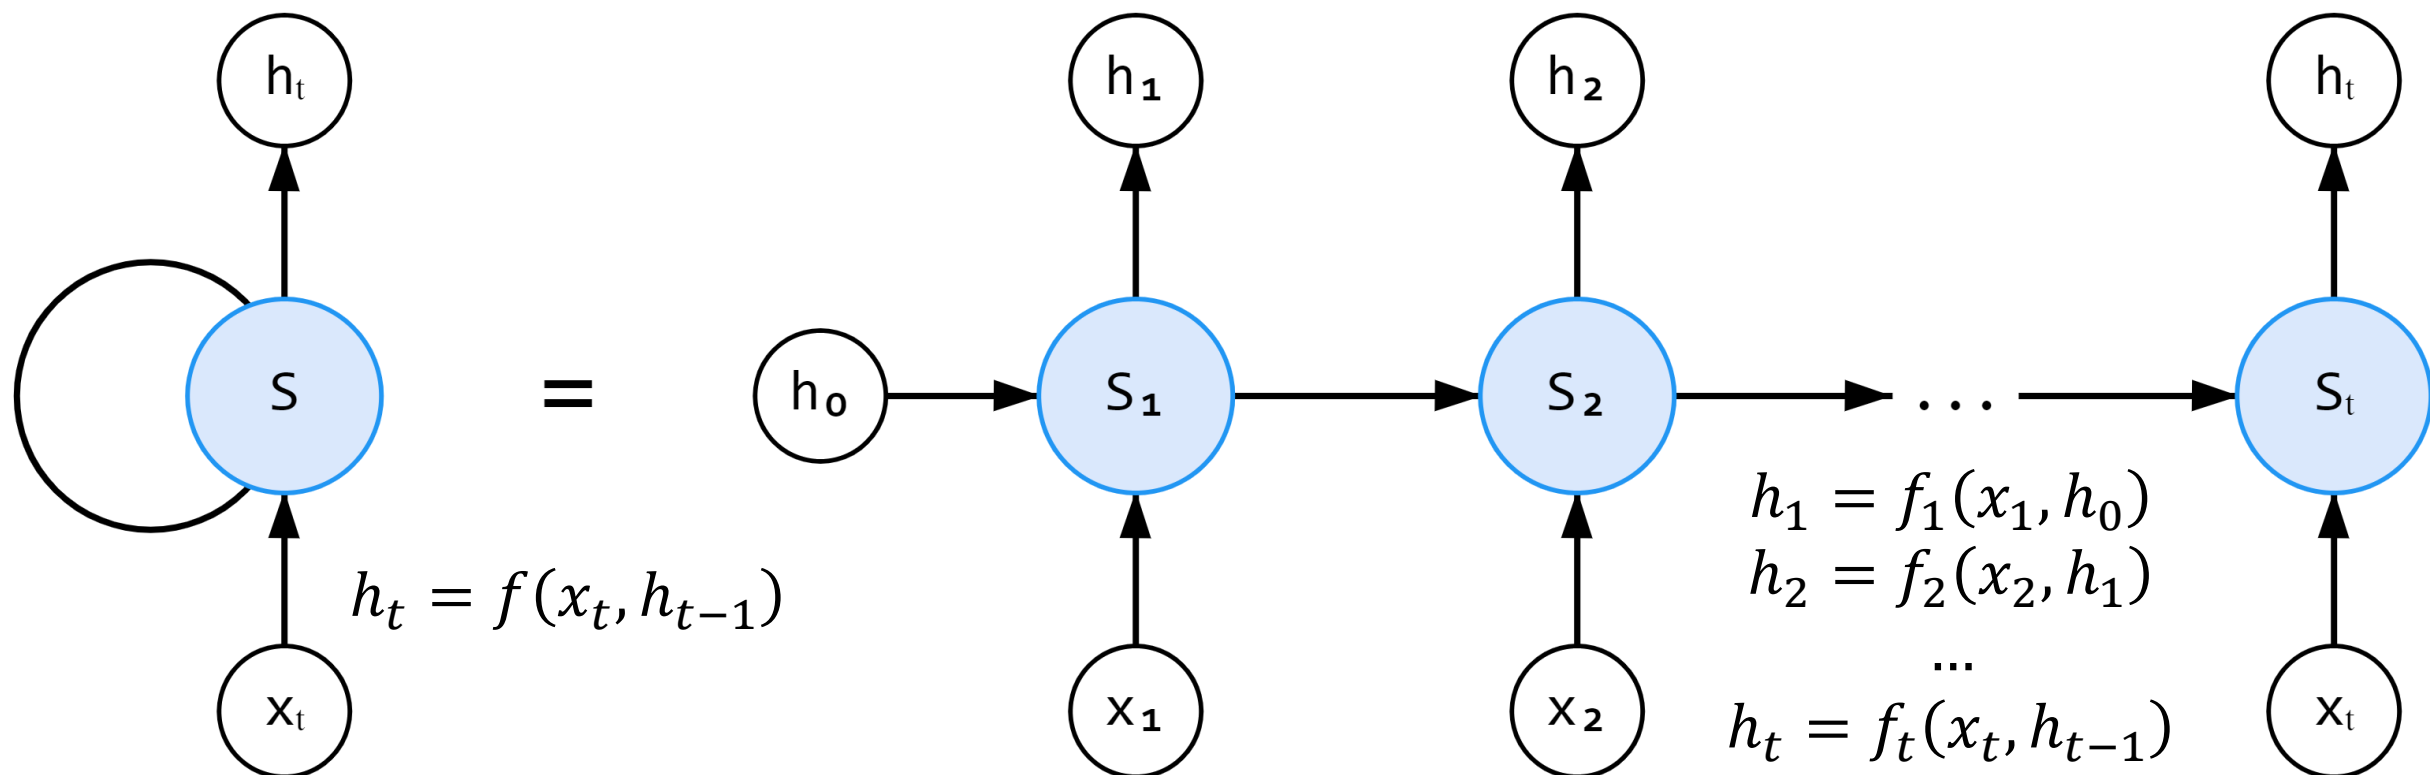 hₜ h₁ h₂ hₜ
S = h₀ S₁ S₂ ... Sₜ
h₁ = f₁(x₁, h₀)
hₜ = f(xₜ, hₜ₋₁) h₂ = f₂(x₂, h₁)
...
xₜ x₁ x₂ hₜ = fₜ(xₜ, hₜ₋₁) xₜ